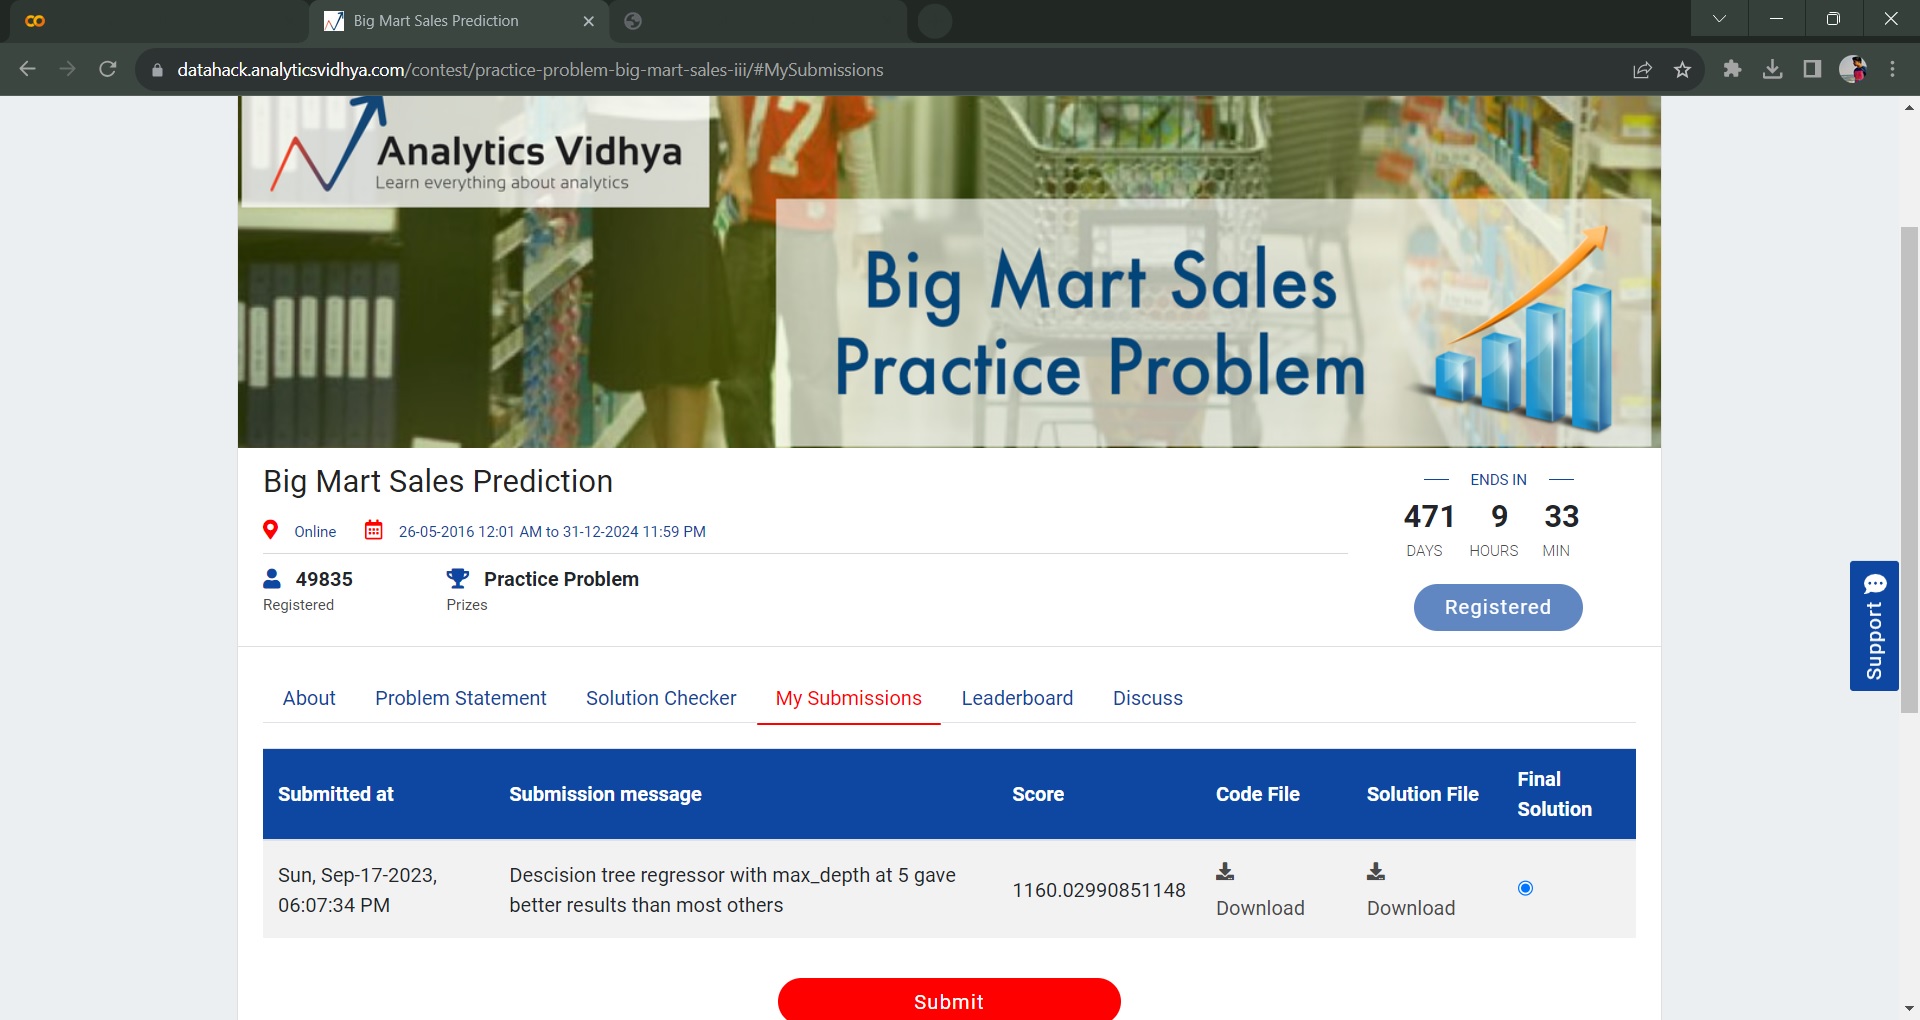 Big Mart Sales Prediction
datahack.analyticsvidhya.com/contest/practice-problem-big-mart-sales-iii/#MySubmissions
Analytics Vidhya
Learn everything about analytics
17
Big Mart Sales
Practice Problem
Big Mart Sales Prediction
Online 26-05-2016 12:01 AM to 31-12-2024 11:59 PM
49835
Registered
Practice Problem
Prizes
ENDS IN
471 9 33
DAYS HOURS MIN
Registered
Support
About Problem Statement Solution Checker My Submissions Leaderboard Discuss
Submitted at Submission message Score Code File Solution File Final Solution
Sun, Sep-17-2023,
06:07:34 PM
Descision tree regressor with max_depth at 5 gave
better results than most others
1160.02990851148
Download
Download
Submit